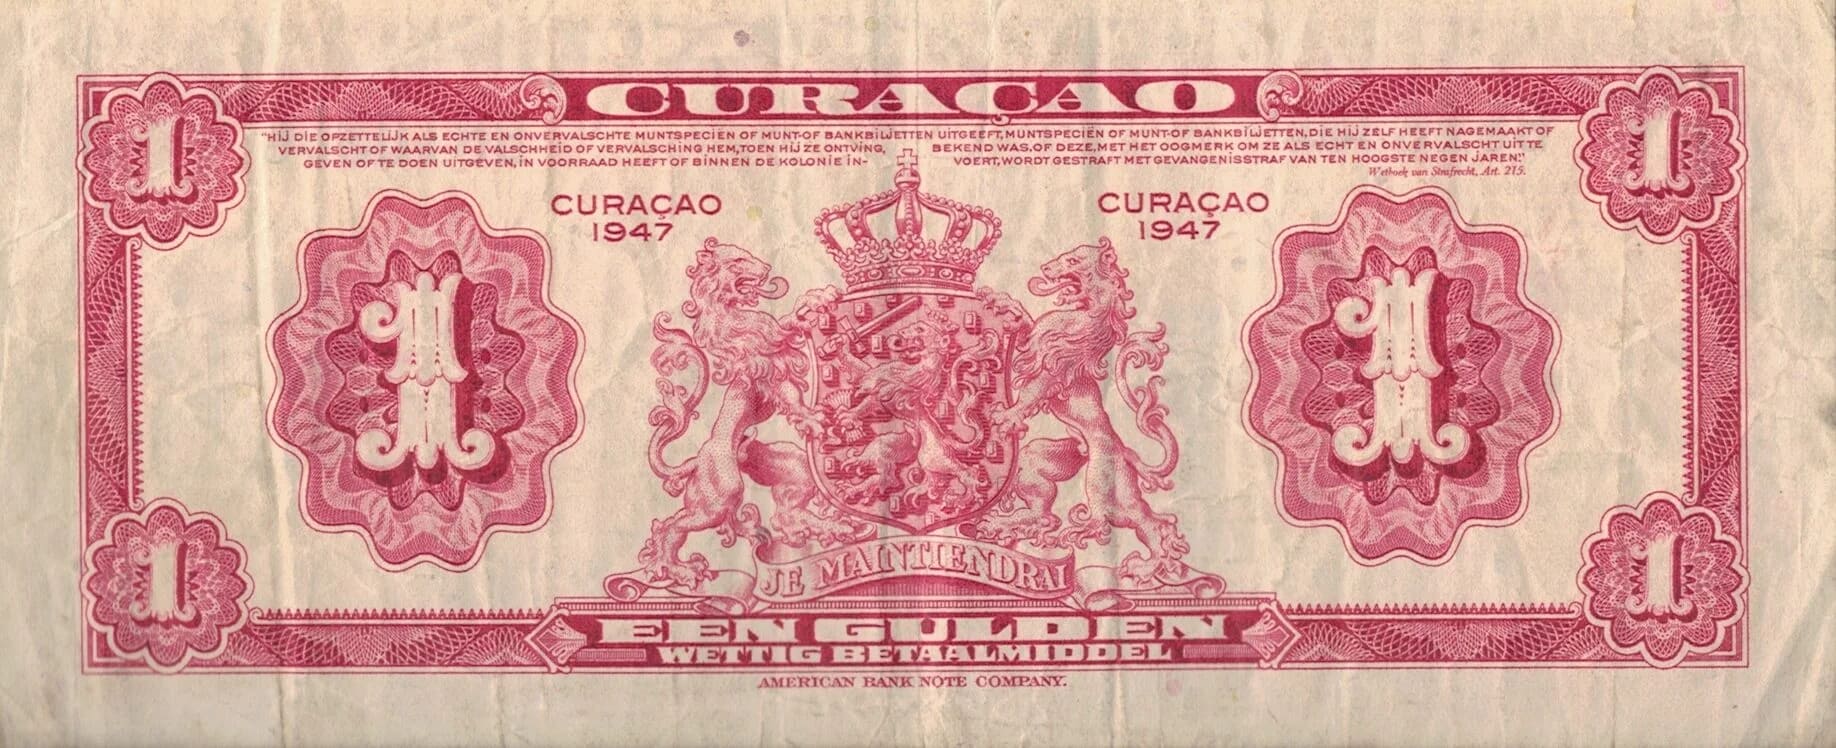 CURAÇAO
1
1
"HIJ DIE OPZETTELIJK ALS ECHTE EN ONVERVALSCHTE MUNTSPECIËN OF MUNT-OF BANKBILJETTEN UITGEEFT, MUNTSPECIËN OF MUNT-OF BANKBILJETTEN, DIE HIJ ZELF HEEFT NAGEMAAKT OF
VERVALSCHT OF WAARVAN DE VALSCHHEID OF VERVALSCHING HEM, TOEN HIJ ZE ONTVING, BEKEND WAS, OF DEZE, MET HET OOGMERK OM ZE ALS ECHT EN ONVERVALSCHT UIT TE
GEVEN OF TE DOEN UITGEVEN, IN VOORRAAD HEEFT OF BINNEN DE KOLONIE IN- VOERT, WORDT GESTRAFT MET GEVANGENISSTRAF VAN TEN HOOGSTE NEGEN JAREN."
Wetboek van Strafrecht, Art. 215.
CURAÇAO
1947
CURAÇAO
1947
1
1
JE MAINTIENDRAI
1
1
EEN GULDEN
WETTIG BETAALMIDDEL
AMERICAN BANK NOTE COMPANY.